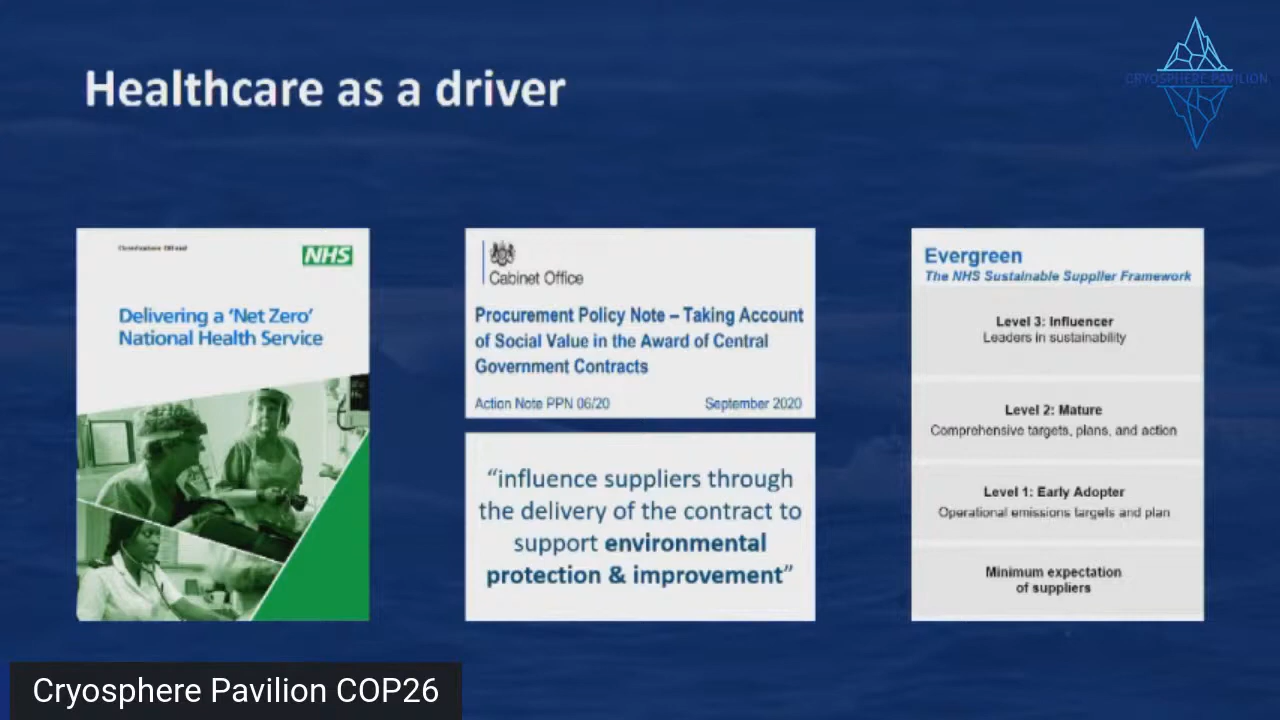 Healthcare as a driver
CRYOSPHERE PAVILION
NHS
Delivering a ‘Net Zero’
National Health Service
Cabinet Office
Procurement Policy Note – Taking Account
of Social Value in the Award of Central
Government Contracts
Action Note PPN 06/20 September 2020
“influence suppliers through
the delivery of the contract to
support environmental
protection & improvement”
Evergreen
The NHS Sustainable Supplier Framework
Level 3: Influencer
Leaders in sustainability
Level 2: Mature
Comprehensive targets, plans, and action
Level 1: Early Adopter
Operational emissions targets and plan
Minimum expectation
of suppliers
Cryosphere Pavilion COP26